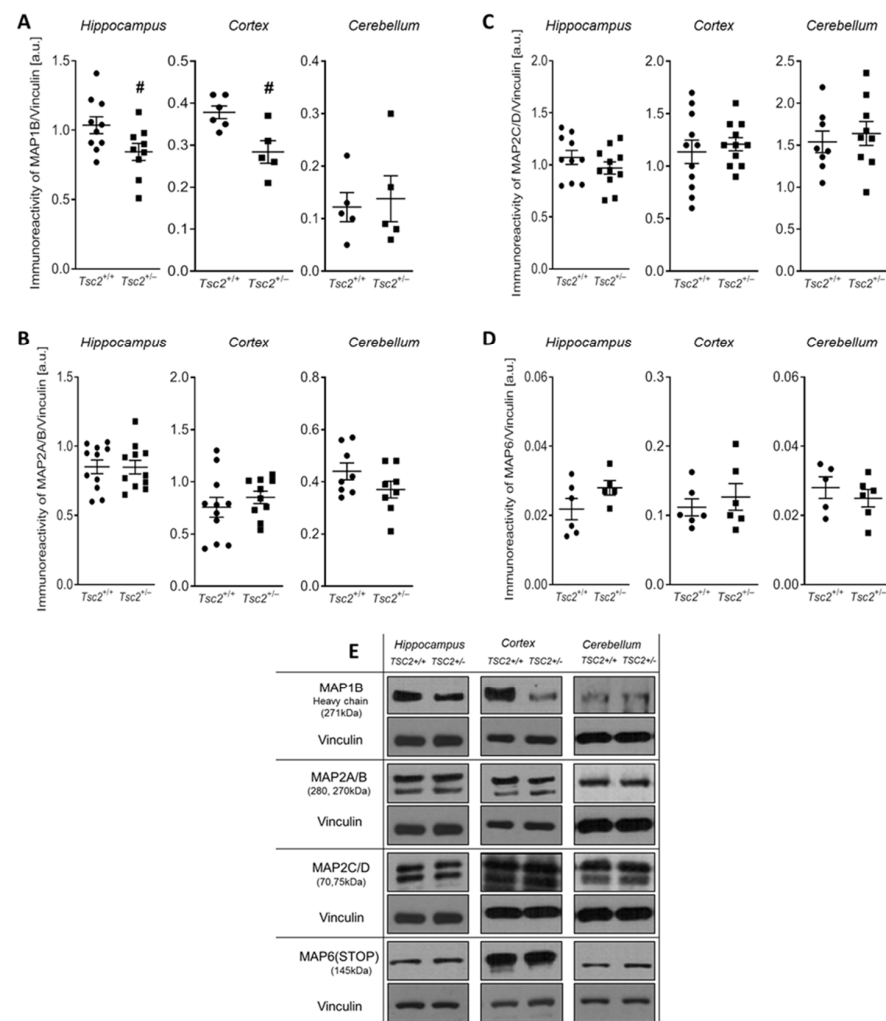 A
Hippocampus
Cortex
Cerebellum
Immunoreactivity of MAP1B/Vinculin [a.u.]
1.5
1.0
0.5
0.0
#
Tsc2+/+ Tsc2+/−
0.4
0.3
0.2
0.1
0.0
#
Tsc2+/+ Tsc2+/−
0.4
0.3
0.2
0.1
0.0
Tsc2+/+ Tsc2+/−
C
Hippocampus
Cortex
Cerebellum
Immunoreactivity of MAP2C/D/Vinculin [a.u.]
2.0
1.5
1.0
0.5
0.0
Tsc2+/+ Tsc2+/−
2.0
1.5
1.0
0.5
0.0
Tsc2+/+ Tsc2+/−
2.5
2.0
1.5
1.0
0.5
0.0
Tsc2+/+ Tsc2+/−
B
Hippocampus
Cortex
Cerebellum
Immunoreactivity of MAP2A/B/Vinculin [a.u.]
1.5
1.0
0.5
0.0
Tsc2+/+ Tsc2+/−
2.0
1.5
1.0
0.5
0.0
Tsc2+/+ Tsc2+/−
0.8
0.6
0.4
0.2
0.0
Tsc2+/+ Tsc2+/−
D
Hippocampus
Cortex
Cerebellum
Immunoreactivity of MAP6/Vinculin [a.u.]
0.06
0.04
0.02
0.00
Tsc2+/+ Tsc2+/−
0.3
0.2
0.1
0.0
Tsc2+/+ Tsc2+/−
0.06
0.04
0.02
0.00
Tsc2+/+ Tsc2+/−
E
Hippocampus
Cortex
Cerebellum
TSC2+/+ TSC2+/-
TSC2+/+ TSC2+/-
TSC2+/+ TSC2+/-
MAP1B
Heavy chain
(271kDa)
Vinculin
MAP2A/B
(280, 270kDa)
Vinculin
MAP2C/D
(70,75kDa)
Vinculin
MAP6(STOP)
(145kDa)
Vinculin